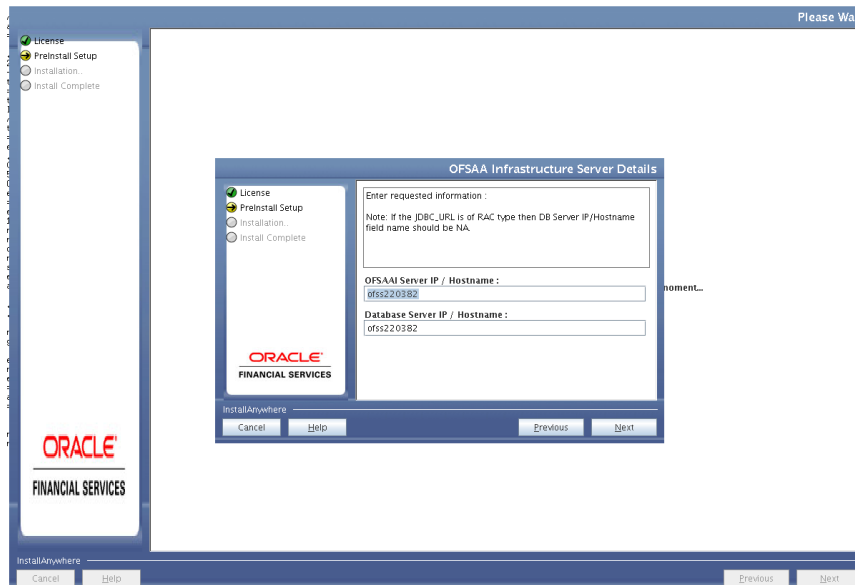 Please Wa
License
PreInstall Setup
Installation..
Install Complete
OFSAA Infrastructure Server Details
License
PreInstall Setup
Installation..
Install Complete
Enter requested information :
Note: If the JDBC_URL is of RAC type then DB Server IP/Hostname
field name should be NA.
OFSAAI Server IP / Hostname :
ofss220382
Database Server IP / Hostname :
ofss220382
moment...
ORACLE'
FINANCIAL SERVICES
InstallAnywhere
Cancel Help Previous Next
ORACLE'
FINANCIAL SERVICES
InstallAnywhere
Cancel Help Previous Next